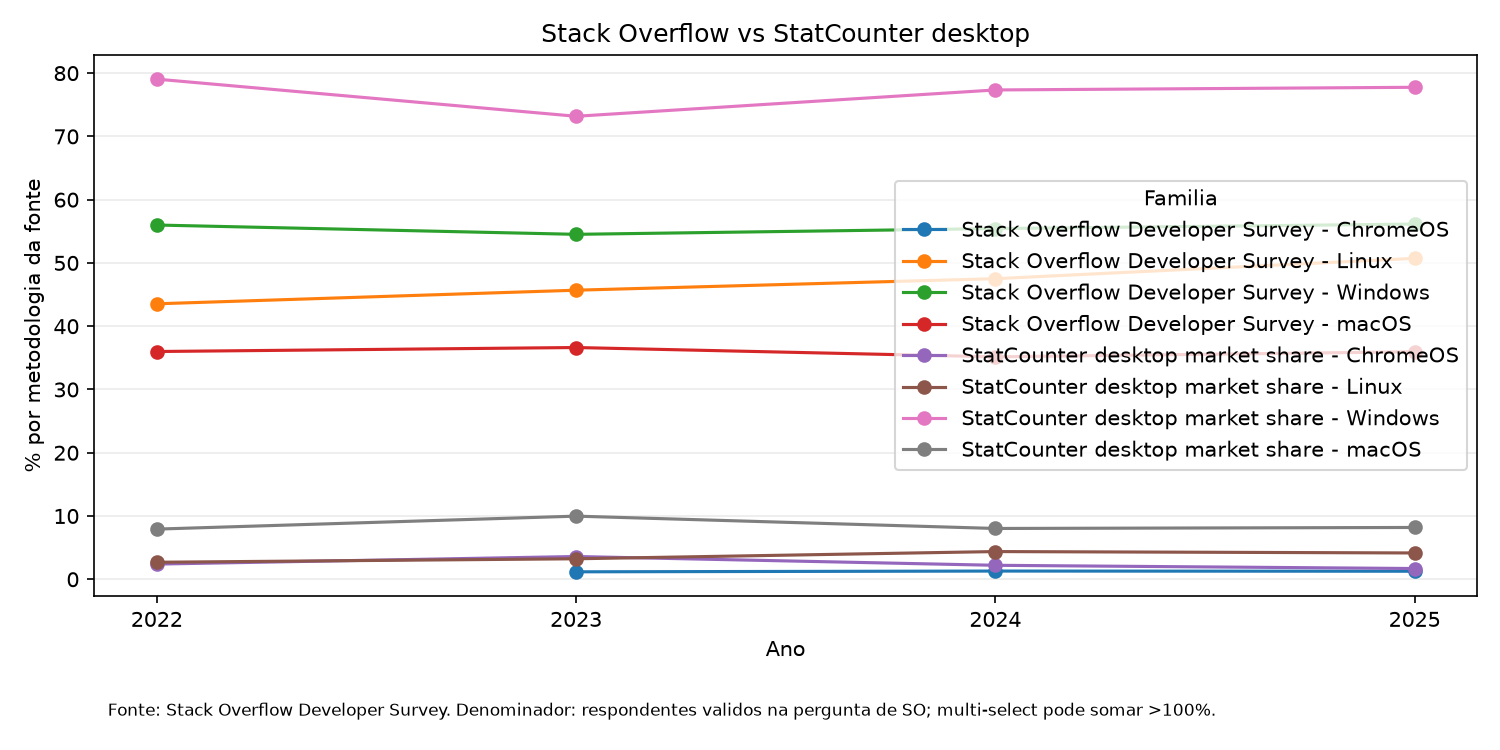 Stack Overflow vs StatCounter desktop
% por metodologia da fonte
80
70
60
50
40
30
20
10
0
Familia
Stack Overflow Developer Survey - ChromeOS
Stack Overflow Developer Survey - Linux
Stack Overflow Developer Survey - Windows
Stack Overflow Developer Survey - macOS
StatCounter desktop market share - ChromeOS
StatCounter desktop market share - Linux
StatCounter desktop market share - Windows
StatCounter desktop market share - macOS
2022
2023
2024
2025
Ano
Fonte: Stack Overflow Developer Survey. Denominador: respondentes validos na pergunta de SO; multi-select pode somar >100%.